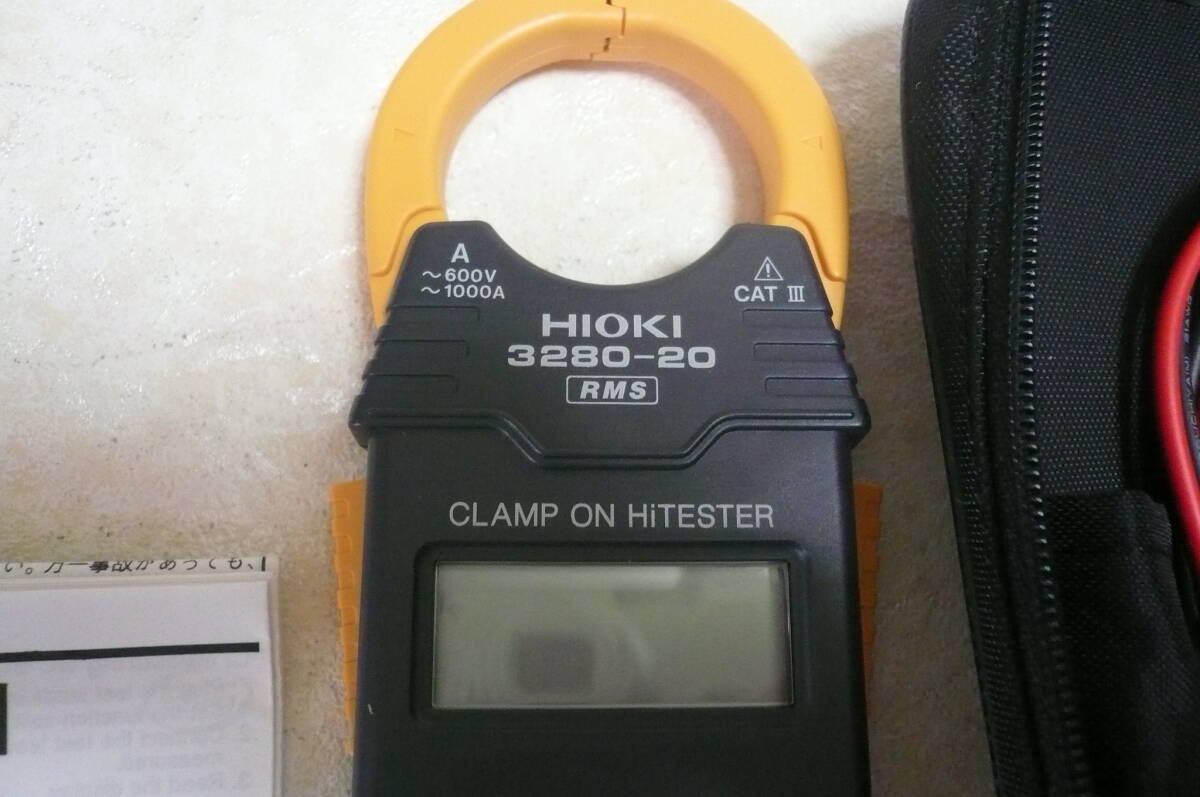 A
~600V
~1000A
CAT III
HIOKI
3280-20
RMS
CLAMP ON HiTESTER
い。万一事故があっても、